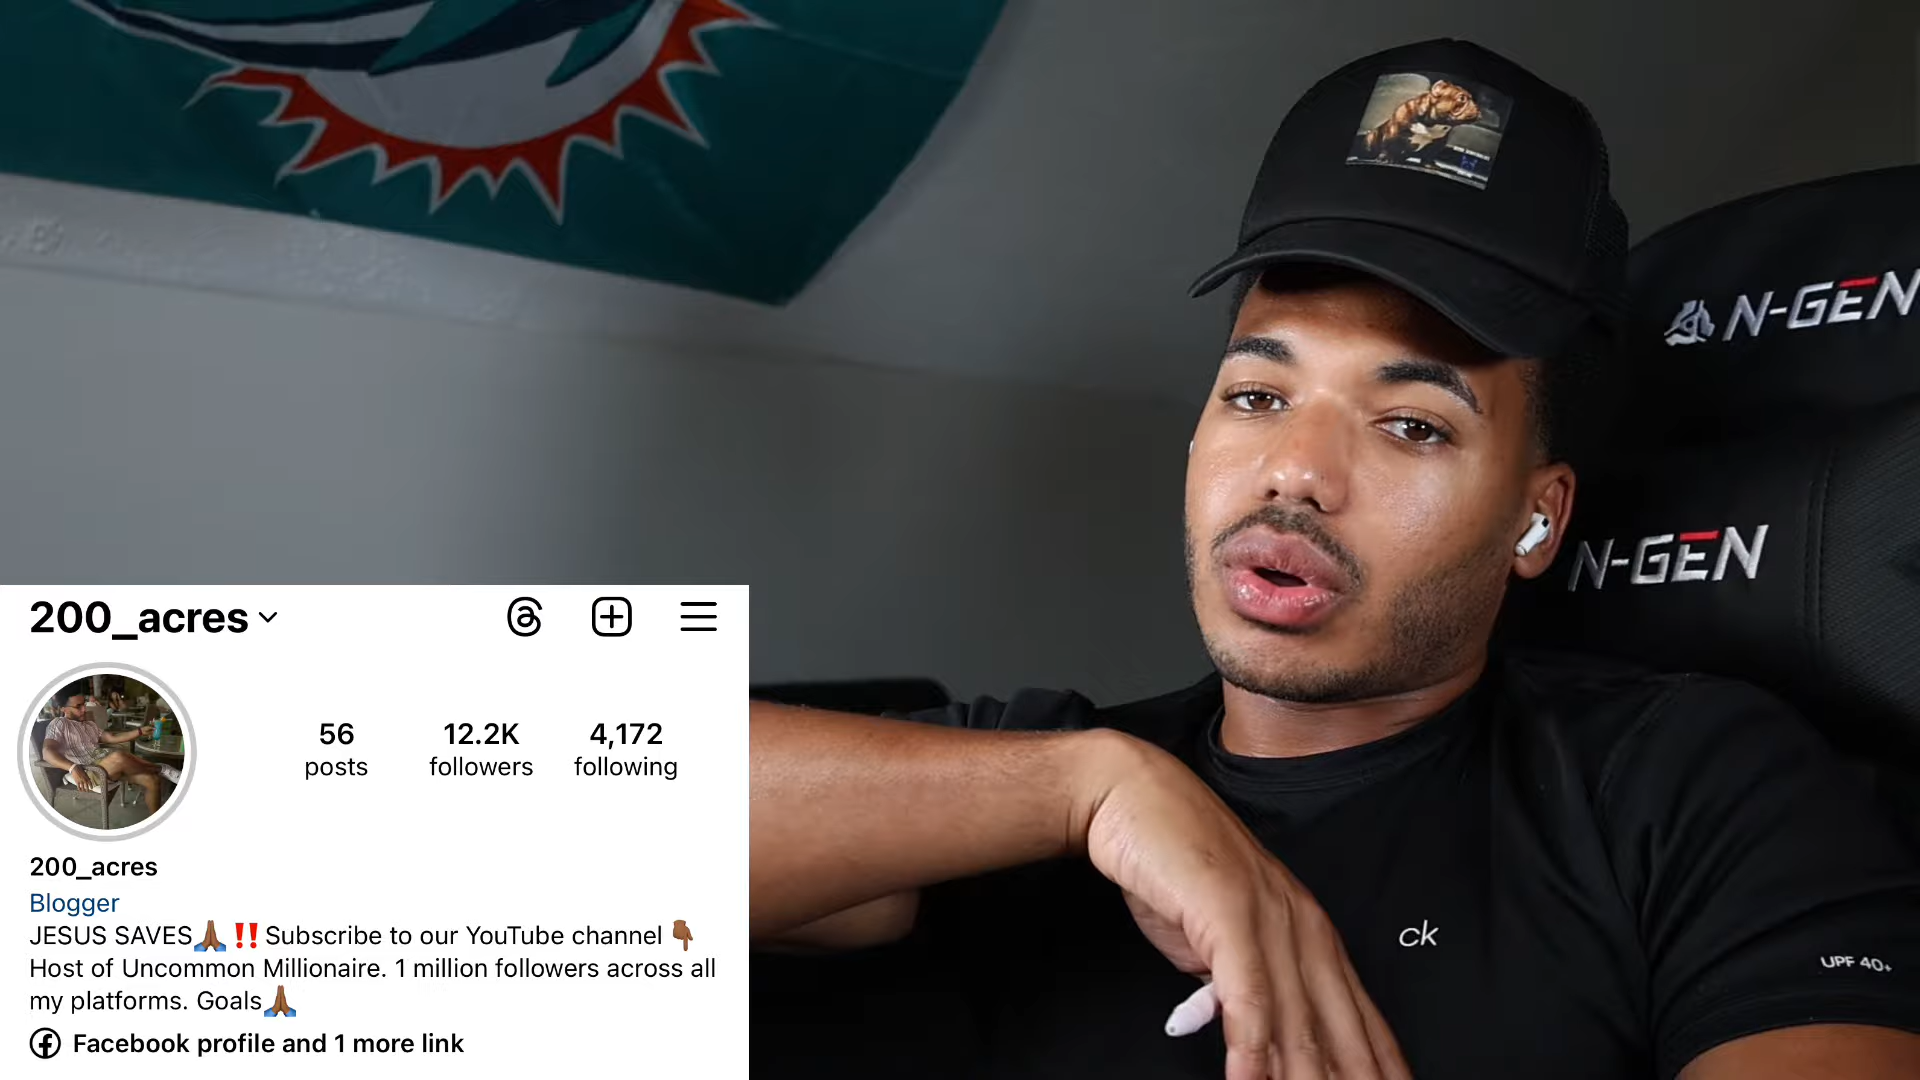 N-GEN
N-GEN
ck
UPF 40+
200_acres
56
posts
12.2K
followers
4,172
following
200_acres
Blogger
JESUS SAVES🙏🏾‼️Subscribe to our YouTube channel👇🏾
Host of Uncommon Millionaire. 1 million followers across all
my platforms. Goals🙏🏾
Facebook profile and 1 more link